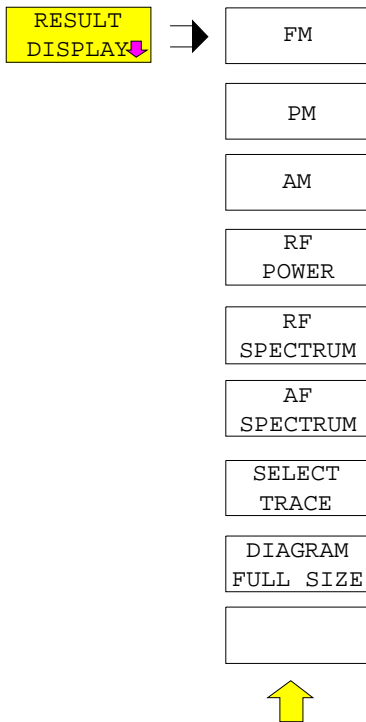 RESULT
DISPLAY
FM
PM
AM
RF
POWER
RF
SPECTRUM
AF
SPECTRUM
SELECT
TRACE
DIAGRAM
FULL SIZE